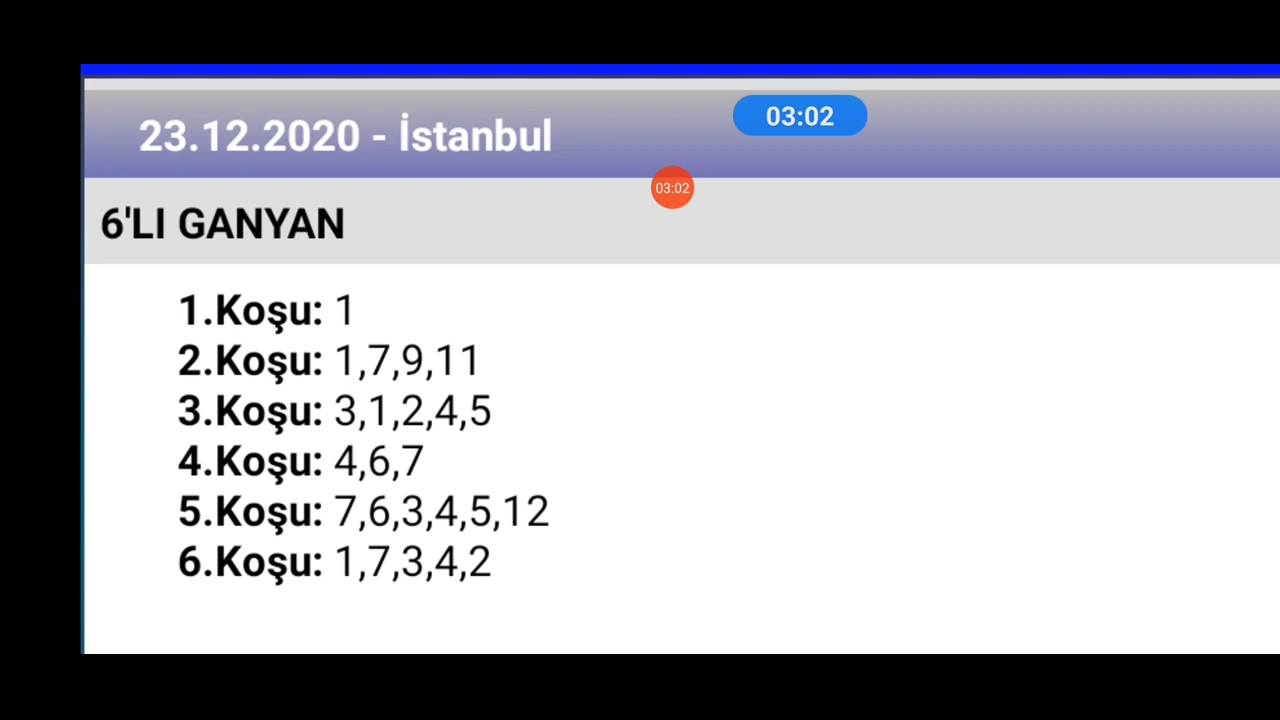 03:02
23.12.2020 - İstanbul
03:02
6'LI GANYAN
1.Koşu: 1
2.Koşu: 1,7,9,11
3.Koşu: 3,1,2,4,5
4.Koşu: 4,6,7
5.Koşu: 7,6,3,4,5,12
6.Koşu: 1,7,3,4,2